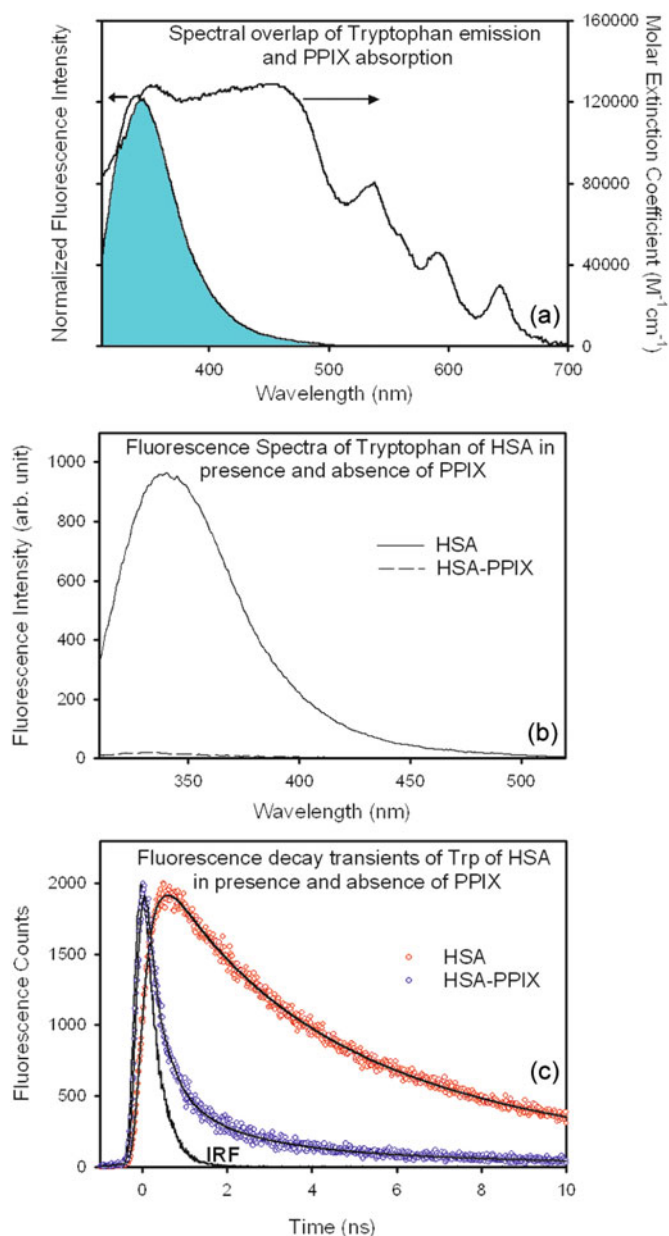 Spectral overlap of Tryptophan emission
and PPIX absorption
Normalized Fluorescence Intensity
160000
120000
80000
40000
0
Molar Extinction Coefficient (M⁻¹cm⁻¹)
(a)
400
500
600
700
Wavelength (nm)
Fluorescence Spectra of Tryptophan of HSA in
presence and absence of PPIX
Fluorescence Intensity (arb. unit)
1000
800
600
400
200
0
HSA
HSA-PPIX
(b)
350
400
450
500
Wavelength (nm)
Fluorescence decay transients of Trp of HSA
in presence and absence of PPIX
Fluorescence Counts
2000
1500
1000
500
0
HSA
HSA-PPIX
(c)
IRF
0
2
4
6
8
10
Time (ns)